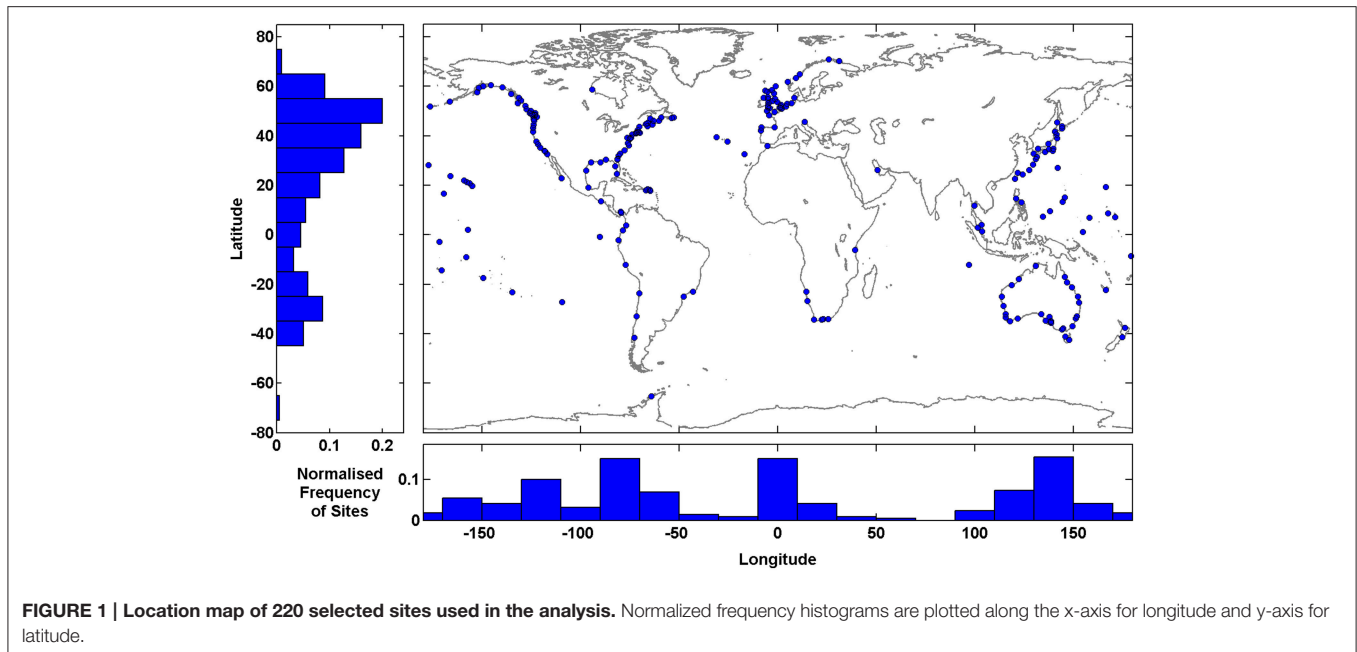 80
60
40
20
0
-20
-40
-60
-80
Latitude
0 0.1 0.2
Normalised
Frequency
of Sites
0.1
0
-150 -100 -50 0 50 100 150
Longitude
FIGURE 1 | Location map of 220 selected sites used in the analysis. Normalized frequency histograms are plotted along the x-axis for longitude and y-axis for
latitude.